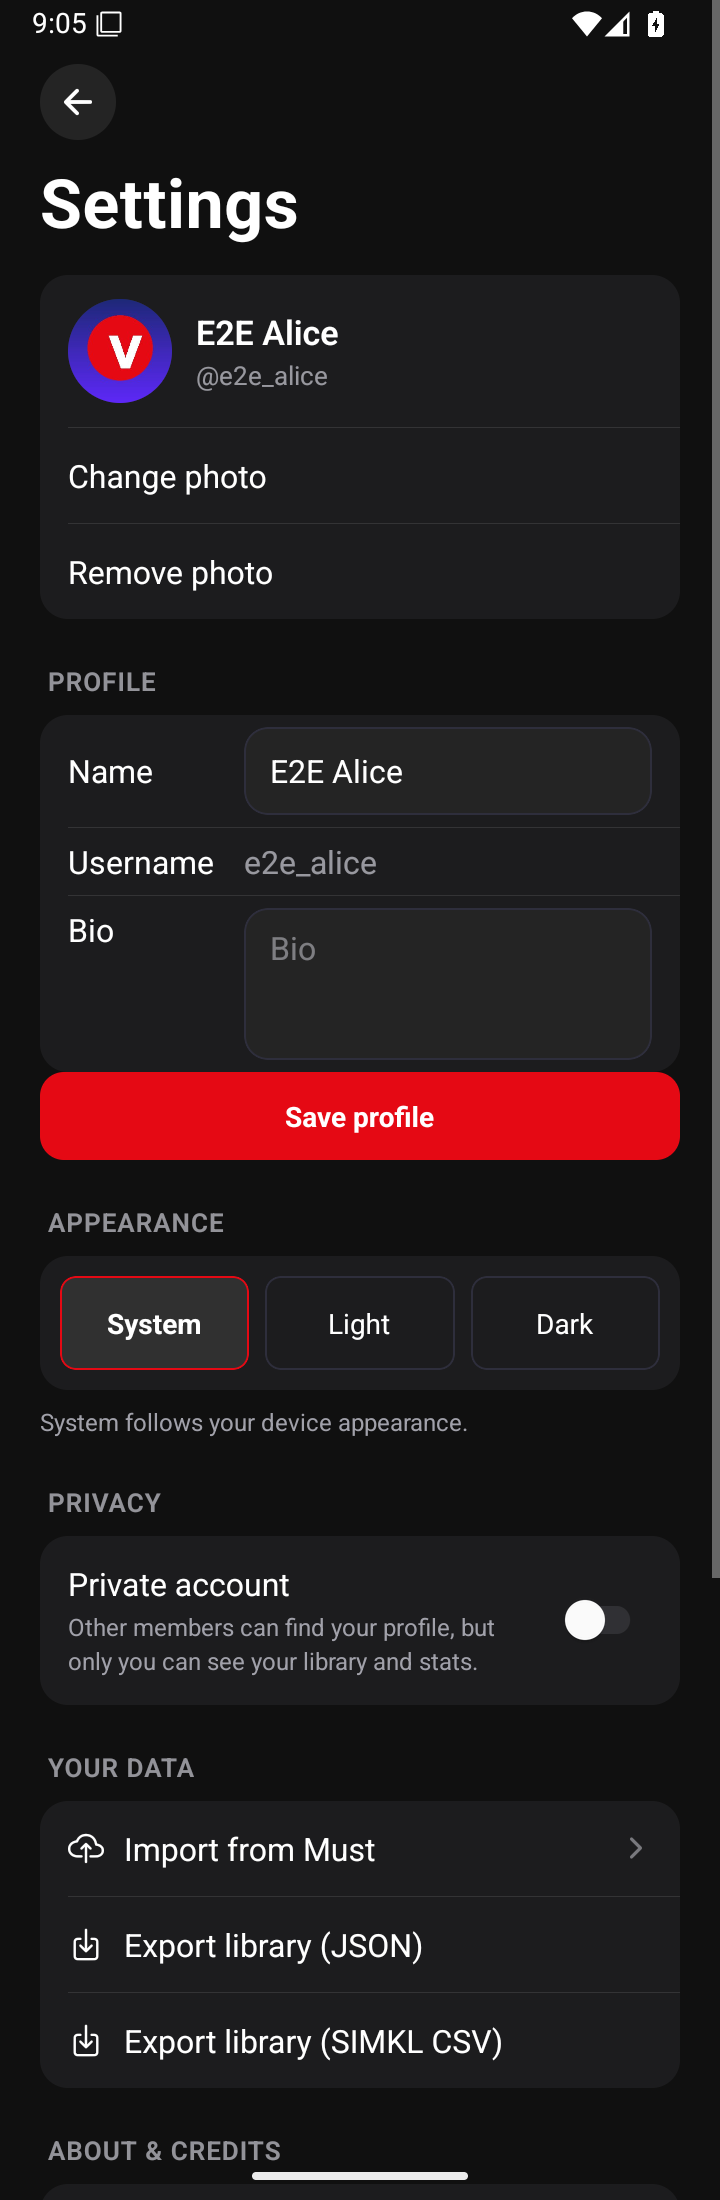 9:05
Settings
V
E2E Alice
@e2e_alice
Change photo
Remove photo
PROFILE
Name
E2E Alice
Username
e2e_alice
Bio
Bio
Save profile
APPEARANCE
System
Light
Dark
System follows your device appearance.
PRIVACY
Private account
Other members can find your profile, but
only you can see your library and stats.
YOUR DATA
Import from Must
Export library (JSON)
Export library (SIMKL CSV)
ABOUT & CREDITS